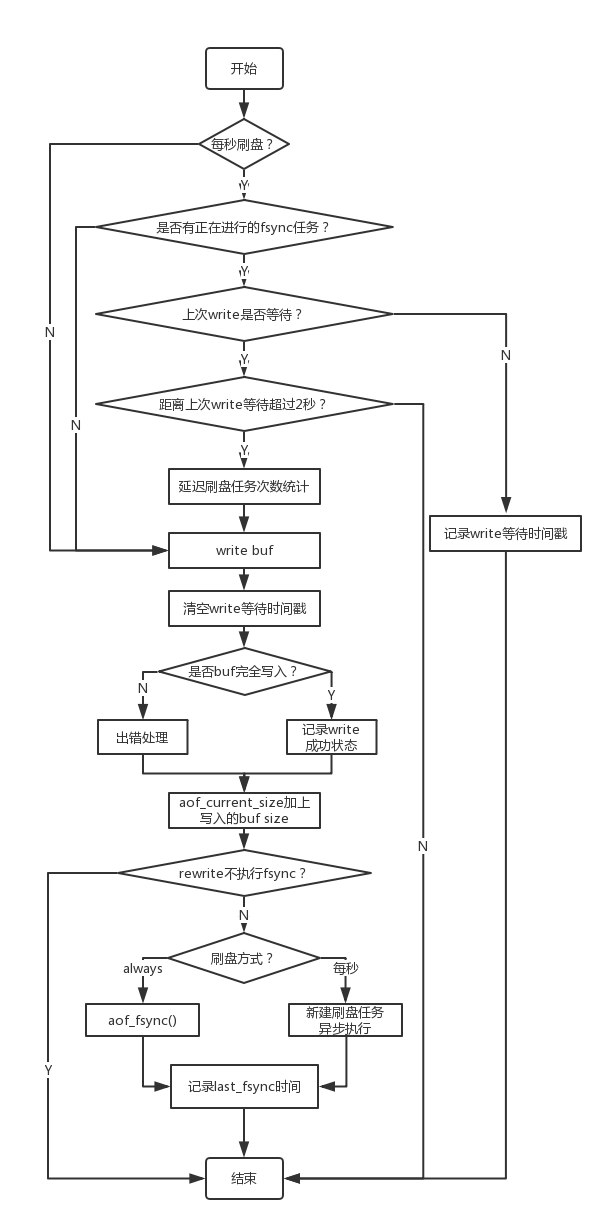 开始
每秒刷盘？
Y
是否有正在进行的fsync任务？
Y
上次write是否等待？
N
N
Y
距离上次write等待超过2秒？
N
Y
延迟刷盘任务次数统计
记录write等待时间戳
write buf
清空write等待时间戳
是否buf完全写入？
N
Y
出错处理
记录write
成功状态
aof_current_size加上
写入的buf size
N
rewrite不执行fsync？
N
刷盘方式？
always
每秒
aof_fsync()
新建刷盘任务
异步执行
Y
记录last_fsync时间
结束